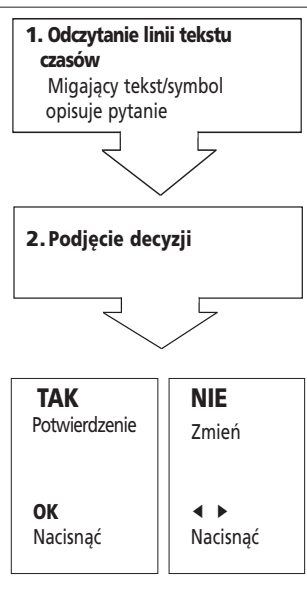 1. Odczytanie linii tekstu
czasów
Migający tekst/symbol
opisuje pytanie
2. Podjęcie decyzji
TAK
Potwierdzenie
OK
Nacisnąć
NIE
Zmień
◀ ▶
Nacisnąć